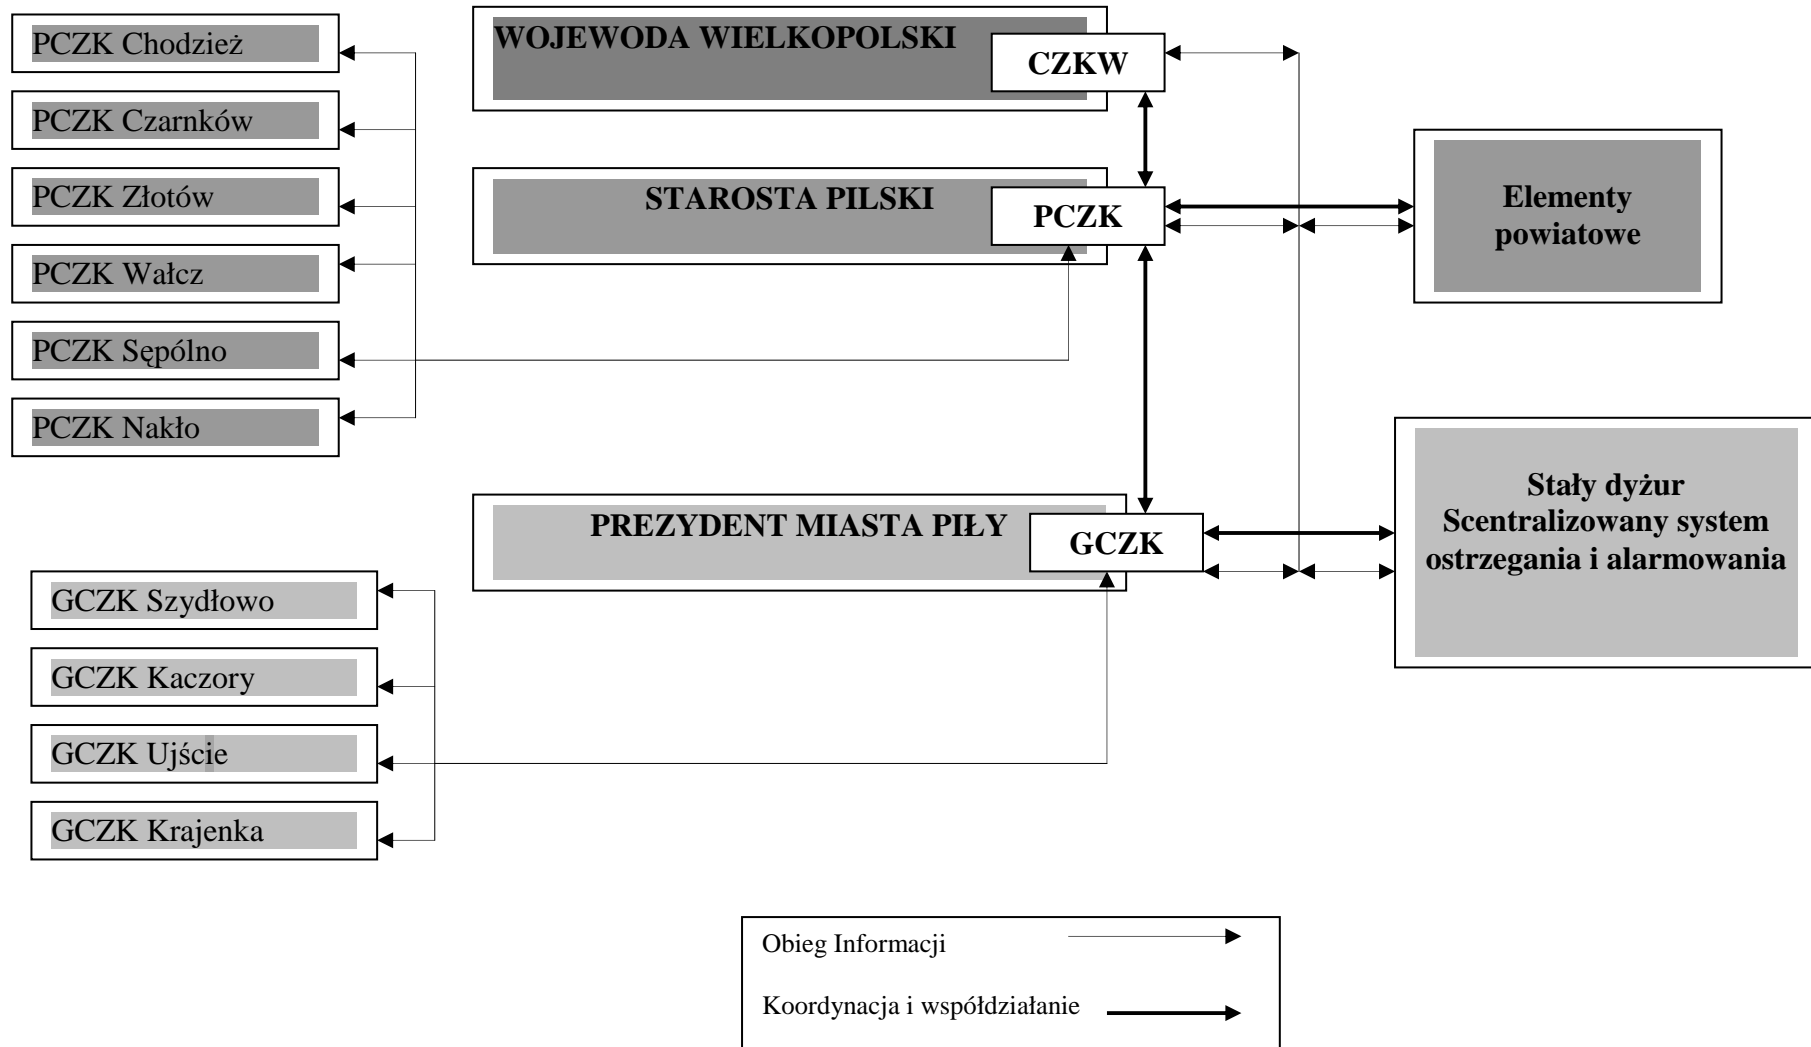 PCZK Chodzież
PCZK Czarnków
PCZK Złotów
PCZK Wałcz
PCZK Sępólno
PCZK Nakło
WOJEWODA WIELKOPOLSKI
CZKW
STAROSTA PILSKI
PCZK
Elementy
powiatowe
PREZYDENT MIASTA PIŁY
GCZK
Stały dyżur
Scentralizowany system
ostrzegania i alarmowania
GCZK Szydłowo
GCZK Kaczory
GCZK Ujście
GCZK Krajenka
Obieg Informacji
Koordynacja i współdziałanie